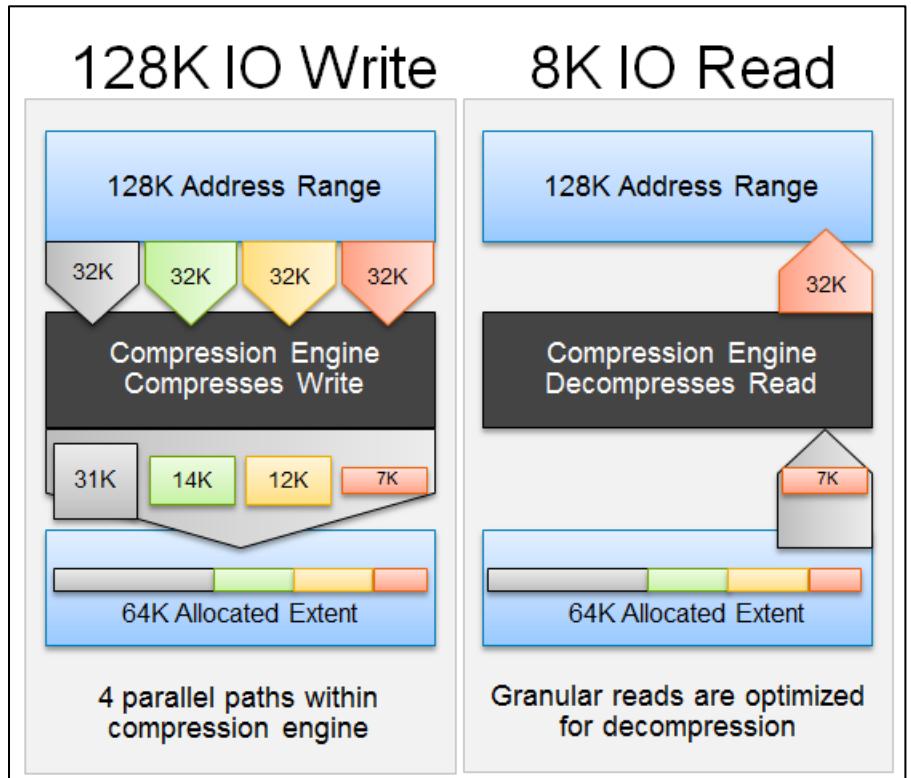 128K IO Write
128K Address Range
32K
32K
32K
32K
Compression Engine
Compresses Write
31K
14K
12K
7K
64K Allocated Extent
4 parallel paths within
compression engine
8K IO Read
128K Address Range
32K
Compression Engine
Decompresses Read
7K
64K Allocated Extent
Granular reads are optimized
for decompression